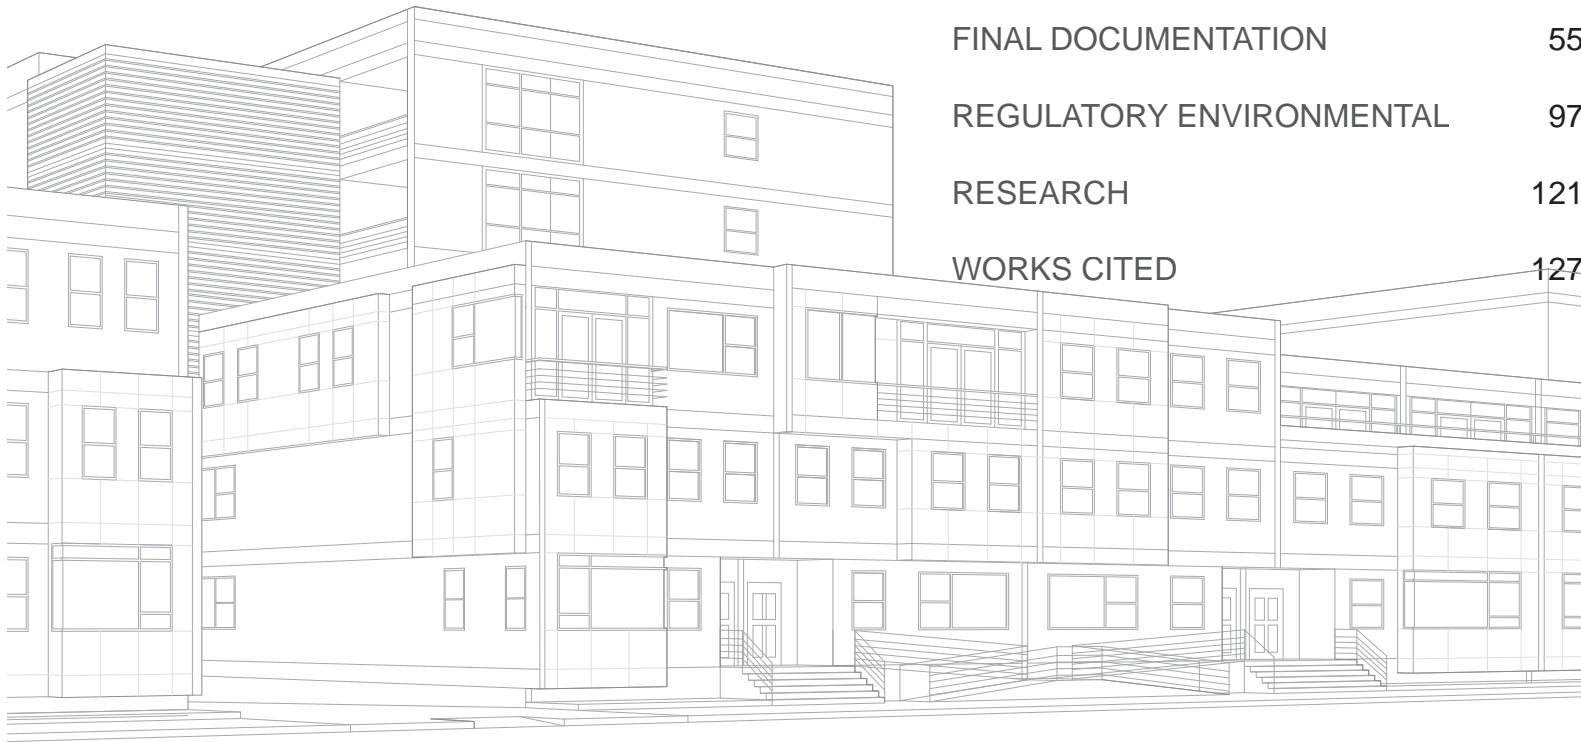 FINAL DOCUMENTATION 55
REGULATORY ENVIRONMENTAL 97
RESEARCH 121
WORKS CITED 127